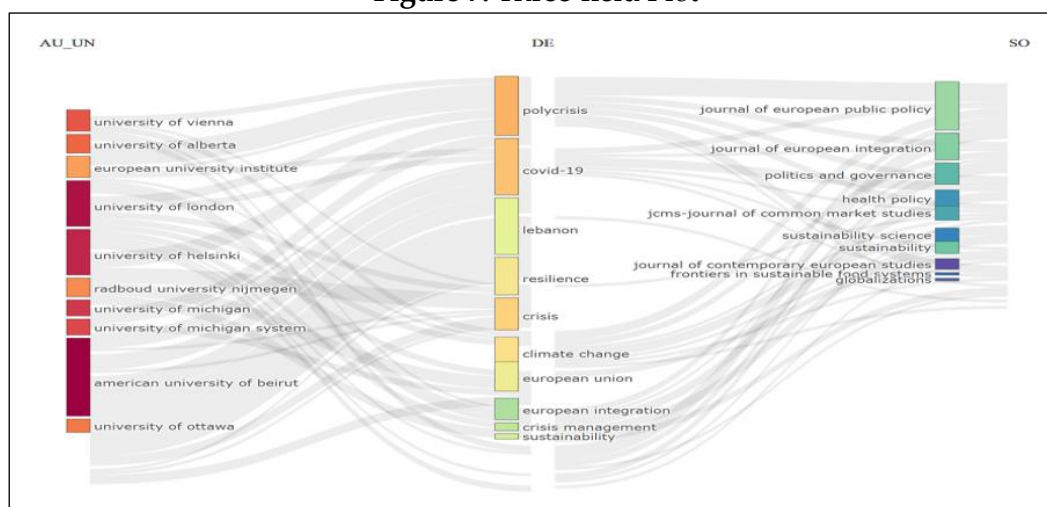 Figure 7: Three-field Plot
AU_UN
DE
SO
university of vienna
university of alberta
european university institute
university of london
university of helsinki
radboud university nijmegen
university of michigan
university of michigan system
american university of beirut
university of ottawa
polycrisis
covid-19
lebanon
resilience
crisis
climate change
european union
european integration
crisis management
sustainability
journal of european public policy
journal of european integration
politics and governance
health policy
jcms-journal of common market studies
sustainability science
sustainability
journal of contemporary european studies
frontiers in sustainable food systems
globalizations